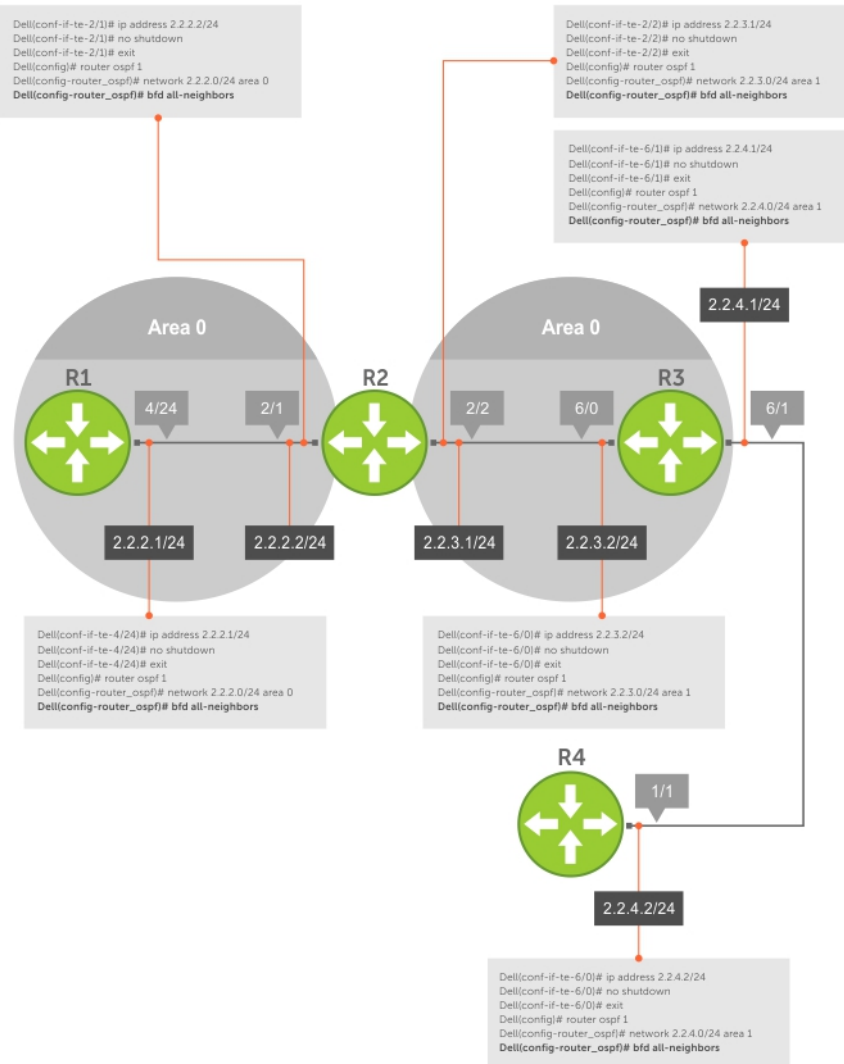 Dell(conf-if-te-2/1)# ip address 2.2.2.2/24
Dell(conf-if-te-2/1)# no shutdown
Dell(conf-if-te-2/1)# exit
Dell(config)# router ospf 1
Dell(config-router_ospf)# network 2.2.2.0/24 area 0
Dell(config-router_ospf)# bfd all-neighbors
Dell(conf-if-te-2/2)# ip address 2.2.3.1/24
Dell(conf-if-te-2/2)# no shutdown
Dell(conf-if-te-2/2)# exit
Dell(config)# router ospf 1
Dell(config-router_ospf)# network 2.2.3.0/24 area 1
Dell(config-router_ospf)# bfd all-neighbors
Dell(conf-if-te-6/1)# ip address 2.2.4.1/24
Dell(conf-if-te-6/1)# no shutdown
Dell(conf-if-te-6/1)# exit
Dell(config)# router ospf 1
Dell(config-router_ospf)# network 2.2.4.0/24 area 1
Dell(config-router_ospf)# bfd all-neighbors
2.2.4.1/24
Area 0
Area 0
R1
R2
R3
4/24
2/1
2/2
6/0
6/1
2.2.2.1/24
2.2.2.2/24
2.2.3.1/24
2.2.3.2/24
Dell(conf-if-te-4/24)# ip address 2.2.2.1/24
Dell(conf-if-te-4/24)# no shutdown
Dell(conf-if-te-4/24)# exit
Dell(config)# router ospf 1
Dell(config-router_ospf)# network 2.2.2.0/24 area 0
Dell(config-router_ospf)# bfd all-neighbors
Dell(conf-if-te-6/0)# ip address 2.2.3.2/24
Dell(conf-if-te-6/0)# no shutdown
Dell(conf-if-te-6/0)# exit
Dell(config)# router ospf 1
Dell(config-router_ospf)# network 2.2.3.0/24 area 1
Dell(config-router_ospf)# bfd all-neighbors
R4
1/1
2.2.4.2/24
Dell(conf-if-te-6/0)# ip address 2.2.4.2/24
Dell(conf-if-te-6/0)# no shutdown
Dell(conf-if-te-6/0)# exit
Dell(config)# router ospf 1
Dell(config-router_ospf)# network 2.2.4.0/24 area 1
Dell(config-router_ospf)# bfd all-neighbors